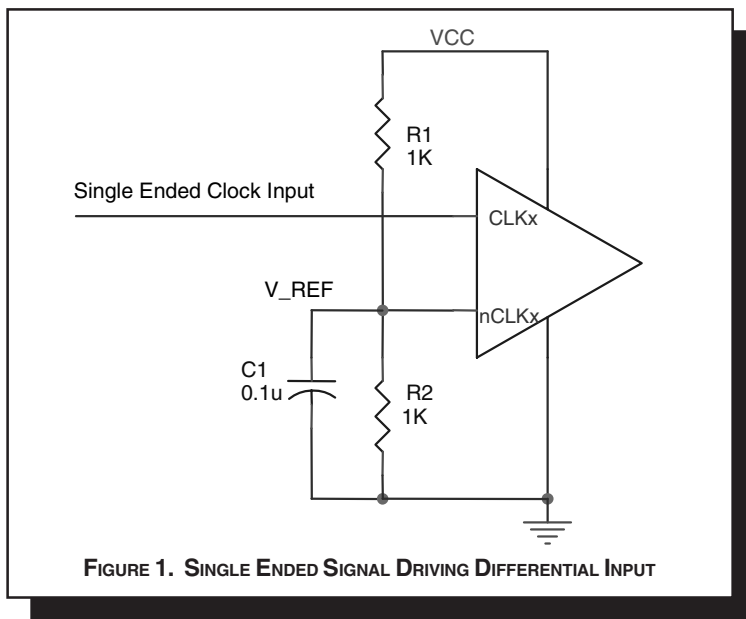 VCC
R1
1K
Single Ended Clock Input
CLKx
V_REF
nCLKx
C1
0.1u
R2
1K
FIGURE 1. SINGLE ENDED SIGNAL DRIVING DIFFERENTIAL INPUT